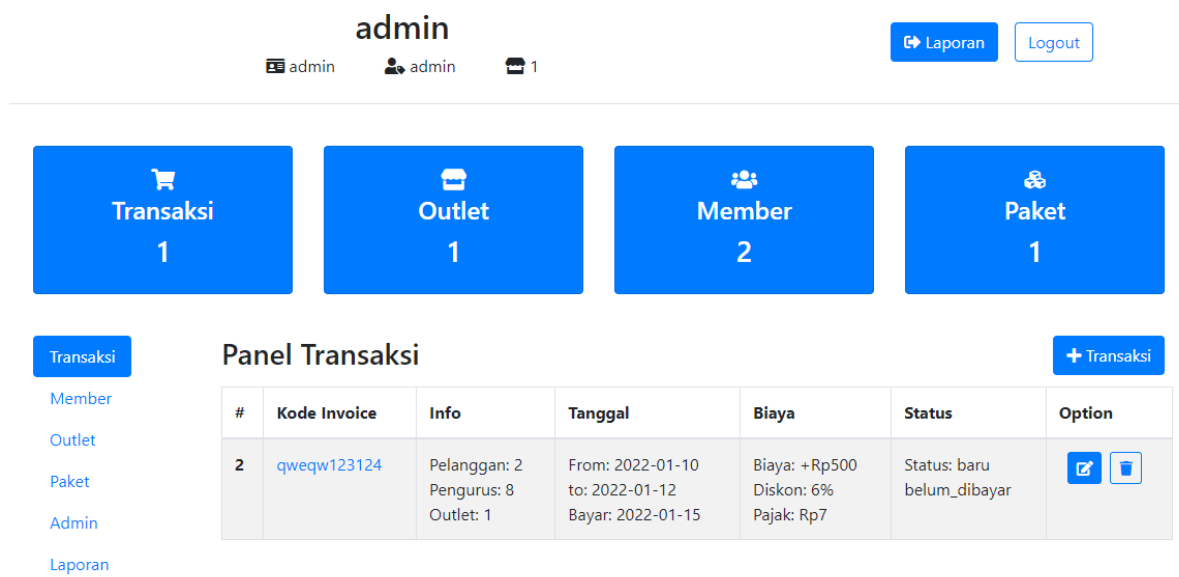 admin
admin admin 1
Laporan Logout
Transaksi
1
Outlet
1
Member
2
Paket
1
Transaksi
Member
Outlet
Paket
Admin
Laporan
Panel Transaksi
Transaksi
# Kode Invoice Info Tanggal Biaya Status Option
2 qweqw123124 Pelanggan: 2 From: 2022-01-10 Biaya: +Rp500 Status: baru
Pengurus: 8 to: 2022-01-12 Diskon: 6% belum_dibayar
Outlet: 1 Bayar: 2022-01-15 Pajak: Rp7